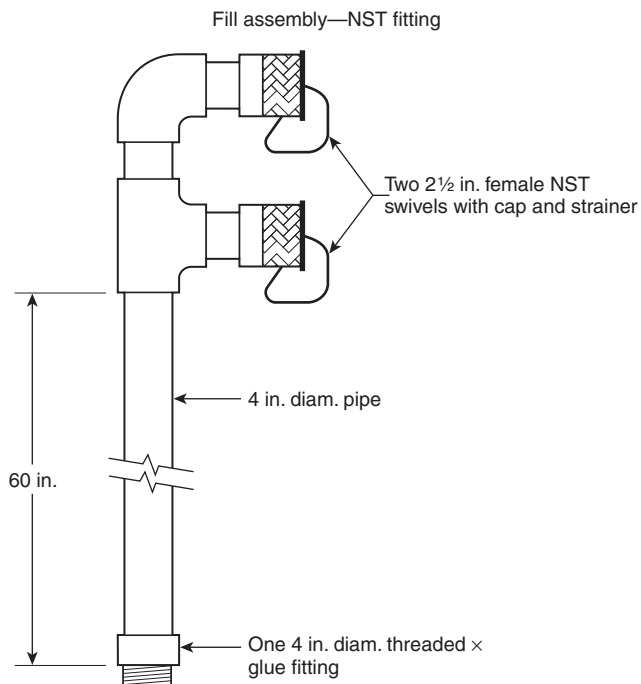 Fill assembly—NST fitting
Two 2½ in. female NST
swivels with cap and strainer
4 in. diam. pipe
60 in.
One 4 in. diam. threaded ×
glue fitting